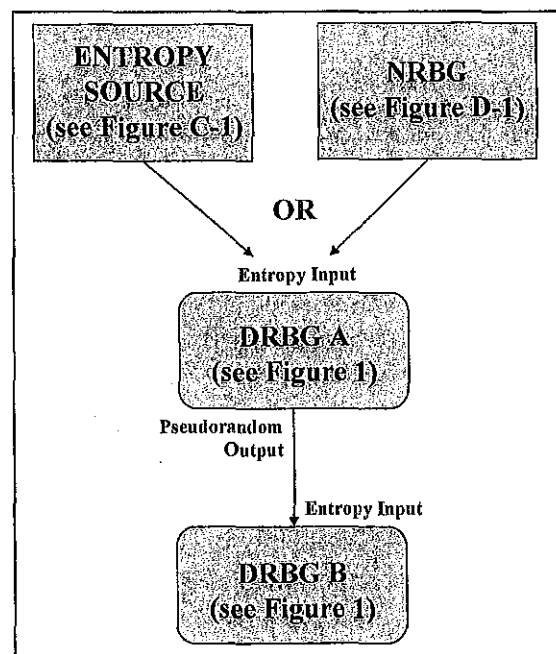 ENTROPY
SOURCE
(see Figure C-1)
NRBG
(see Figure D-1)
OR
Entropy Input
DRBG A
(see Figure 1)
Pseudorandom
Output
Entropy Input
DRBG B
(see Figure 1)